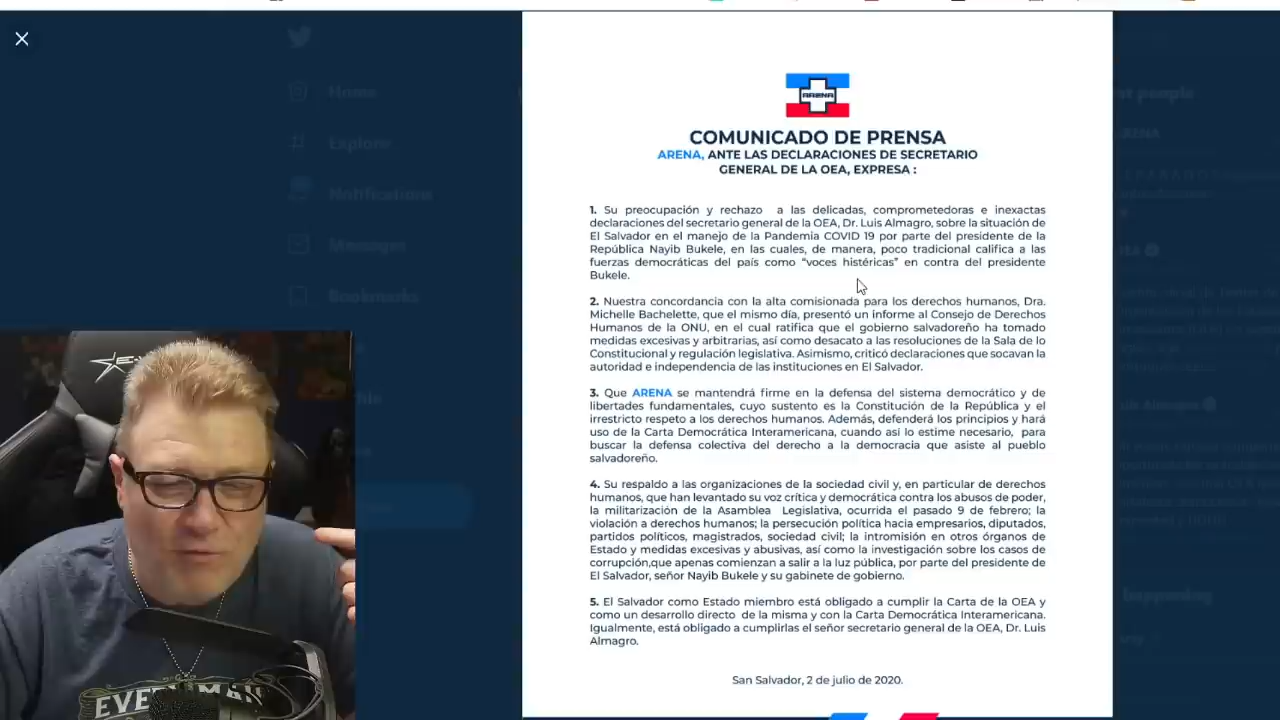 ARENA
COMUNICADO DE PRENSA
ARENA, ANTE LAS DECLARACIONES DE SECRETARIO
GENERAL DE LA OEA, EXPRESA :
1. Su preocupación y rechazo a las delicadas, comprometedoras e inexactas
declaraciones del secretario general de la OEA, Dr. Luis Almagro, sobre la situación de
El Salvador en el manejo de la Pandemia COVID 19 por parte del presidente de la
República Nayib Bukele, en las cuales, de manera, poco tradicional califica a las
fuerzas democráticas del país como “voces histéricas” en contra del presidente
Bukele.
2. Nuestra concordancia con la alta comisionada para los derechos humanos, Dra.
Michelle Bachelette, que el mismo día, presentó un informe al Consejo de Derechos
Humanos de la ONU, en el cual ratifica que el gobierno salvadoreño ha tomado
medidas excesivas y arbitrarias, así como desacato a las resoluciones de la Sala de lo
Constitucional y regulación legislativa. Asimismo, criticó declaraciones que socavan la
autoridad e independencia de las instituciones en El Salvador.
3. Que ARENA se mantendrá firme en la defensa del sistema democrático y de
libertades fundamentales, cuyo sustento es la Constitución de la República y el
irrestricto respeto a los derechos humanos. Además, defenderá los principios y hará
uso de la Carta Democrática Interamericana, cuando así lo estime necesario, para
buscar la defensa colectiva del derecho a la democracia que asiste al pueblo
salvadoreño.
4. Su respaldo a las organizaciones de la sociedad civil y, en particular de derechos
humanos, que han levantado su voz crítica y democrática contra los abusos de poder,
la militarización de la Asamblea Legislativa, ocurrida el pasado 9 de febrero; la
violación a derechos humanos; la persecución política hacia empresarios, diputados,
partidos políticos, magistrados, sociedad civil; la intromisión en otros órganos de
Estado y medidas excesivas y abusivas, así como la investigación sobre los casos de
corrupción,que apenas comienzan a salir a la luz pública, por parte del presidente de
El Salvador, señor Nayib Bukele y su gabinete de gobierno.
5. El Salvador como Estado miembro está obligado a cumplir la Carta de la OEA y
como un desarrollo directo de la misma y con la Carta Democrática Interamericana.
Igualmente, está obligado a cumplirlas el señor secretario general de la OEA, Dr. Luis
Almagro.
San Salvador, 2 de julio de 2020.
Home
Explore
Notifications
Messages
Bookmarks